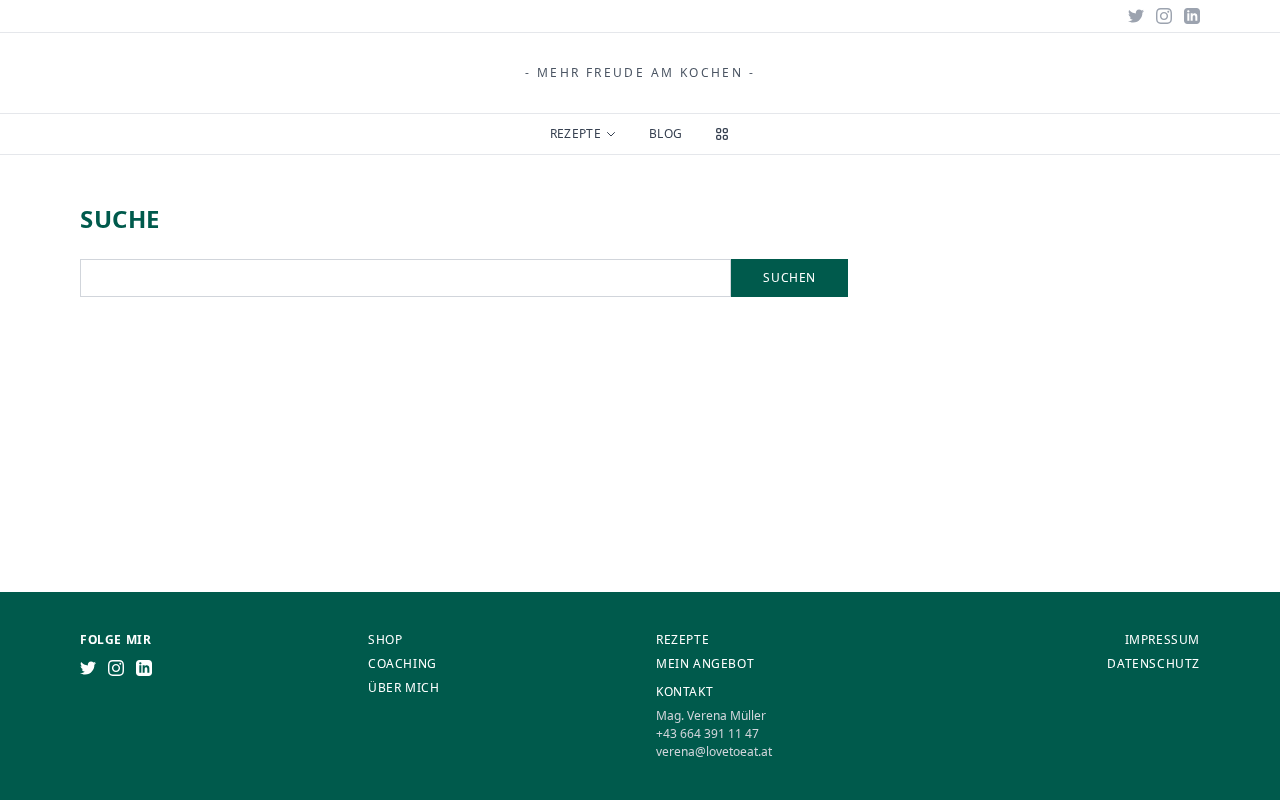 - MEHR FREUDE AM KOCHEN -
REZEPTE
BLOG
SUCHE
SUCHEN
FOLGE MIR
SHOP
COACHING
ÜBER MICH
REZEPTE
MEIN ANGEBOT
KONTAKT
Mag. Verena Müller
+43 664 391 11 47
verena@lovetoeat.at
IMPRESSUM
DATENSCHUTZ